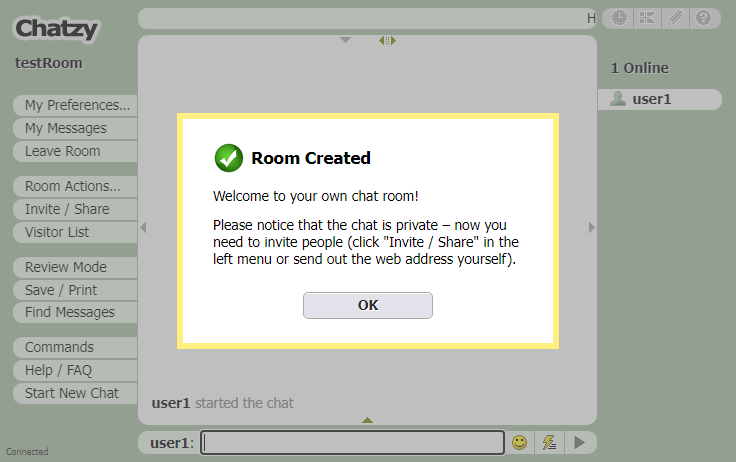 Chatzy
testRoom
My Preferences...
My Messages
Leave Room
Room Actions...
Invite / Share
Visitor List
Review Mode
Save / Print
Find Messages
Commands
Help / FAQ
Start New Chat
Connected
H
Room Created
Welcome to your own chat room!
Please notice that the chat is private – now you
need to invite people (click "Invite / Share" in the
left menu or send out the web address yourself).
OK
user1 started the chat
user1:
1 Online
user1